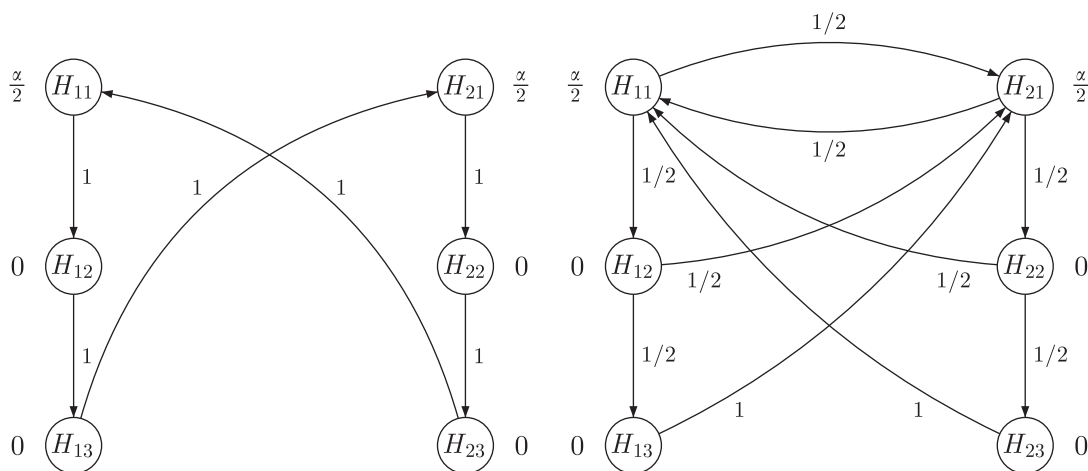 1/2
α/2 H₁₁ H₂₁ α/2 α/2 H₁₁ H₂₁ α/2
1/2
1 1 1 1 1/2 1/2
0 H₁₂ H₂₂ 0 0 H₁₂ H₂₂ 0
1/2 1/2
1 1 1/2 1/2
1 1
0 H₁₃ H₂₃ 0 0 H₁₃ H₂₃ 0